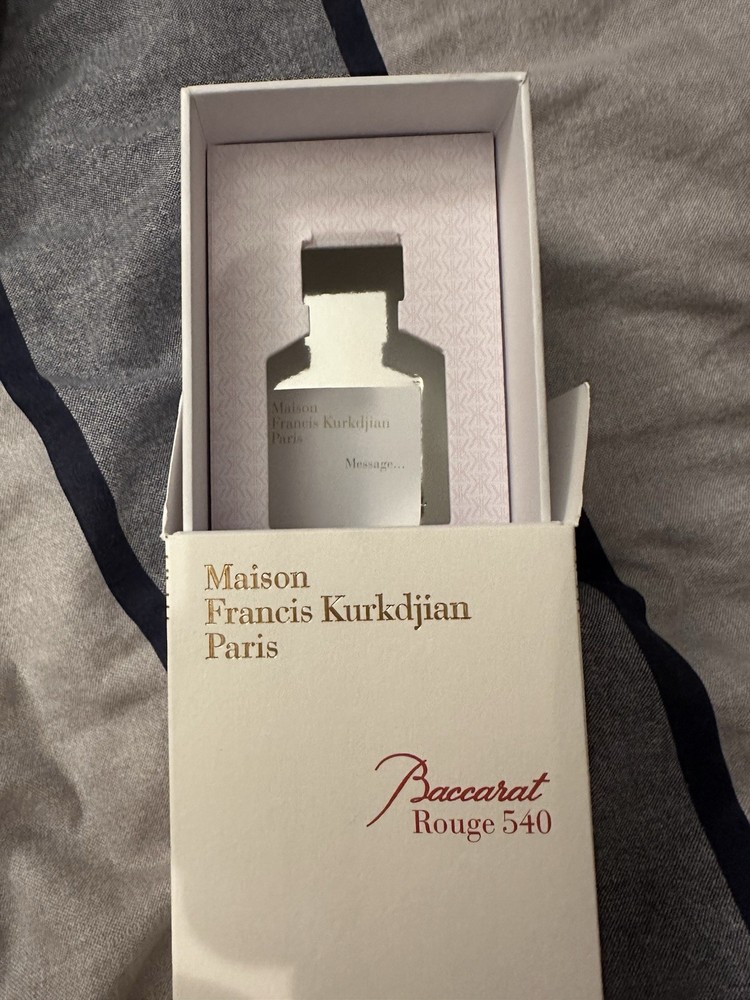 Maison
Francis Kurkdjian
Paris
Message...
Maison
Francis Kurkdjian
Paris
Baccarat
Rouge 540